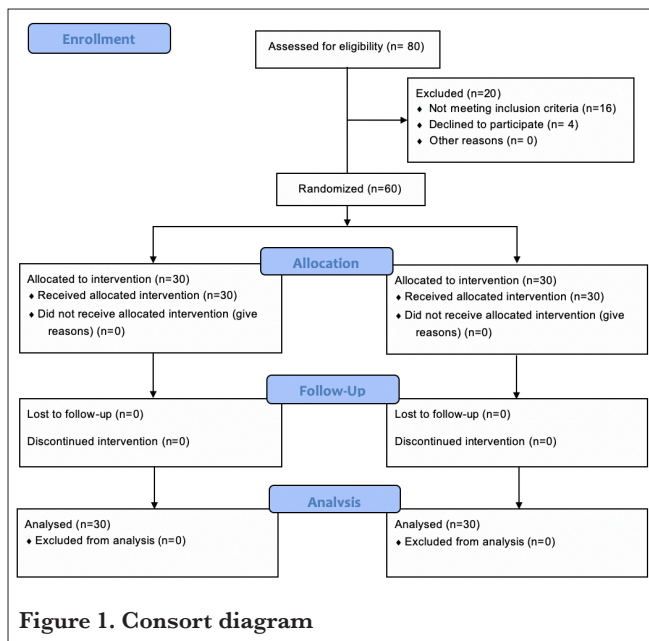 Enrollment
Assessed for eligibility (n= 80)
Excluded (n=20)
♦ Not meeting inclusion criteria (n=16)
♦ Declined to participate (n= 4)
♦ Other reasons (n= 0)
Randomized (n=60)
Allocation
Allocated to intervention (n=30)
♦ Received allocated intervention (n=30)
♦ Did not receive allocated intervention (give
reasons) (n=0)
Allocated to intervention (n=30)
♦ Received allocated intervention (n=30)
♦ Did not receive allocated intervention (give
reasons) (n=0)
Follow-Up
Lost to follow-up (n=0)
Discontinued intervention (n=0)
Lost to follow-up (n=0)
Discontinued intervention (n=0)
Analysis
Analysed (n=30)
♦ Excluded from analysis (n=0)
Analysed (n=30)
♦ Excluded from analysis (n=0)
Figure 1. Consort diagram